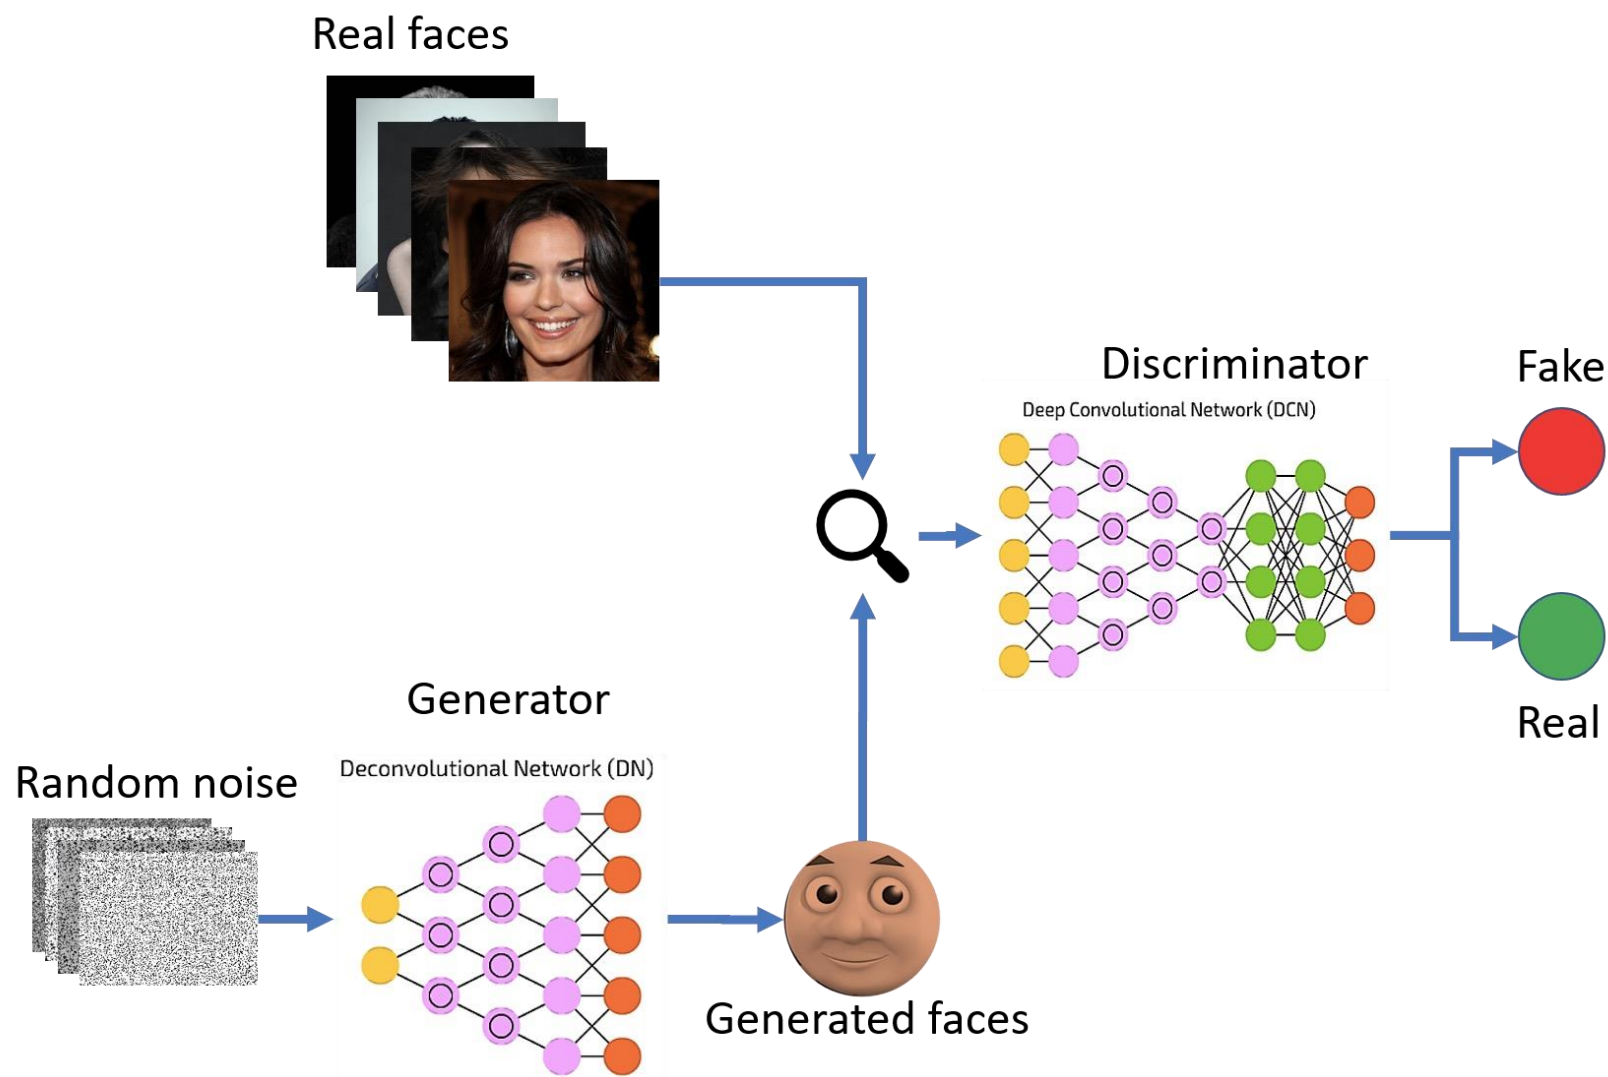 Real faces
Discriminator
Deep Convolutional Network (DCN)
Fake
Real
Generator
Deconvolutional Network (DN)
Random noise
Generated faces